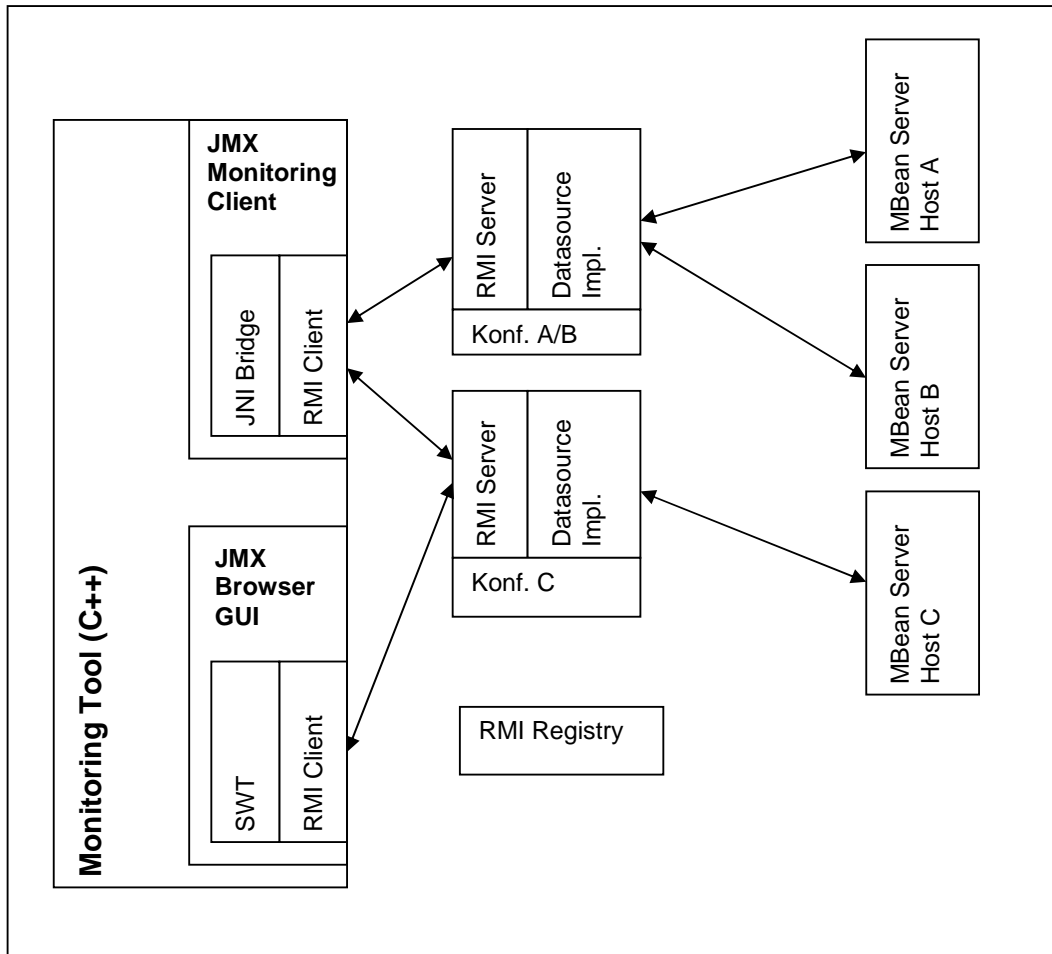 Monitoring Tool (C++)
JMX
Monitoring
Client
JNI Bridge
RMI Client
JMX
Browser
GUI
SWT
RMI Client
RMI Server
Datasource
Impl.
Konf. A/B
RMI Server
Datasource
Impl.
Konf. C
RMI Registry
MBean Server
Host A
MBean Server
Host B
MBean Server
Host C